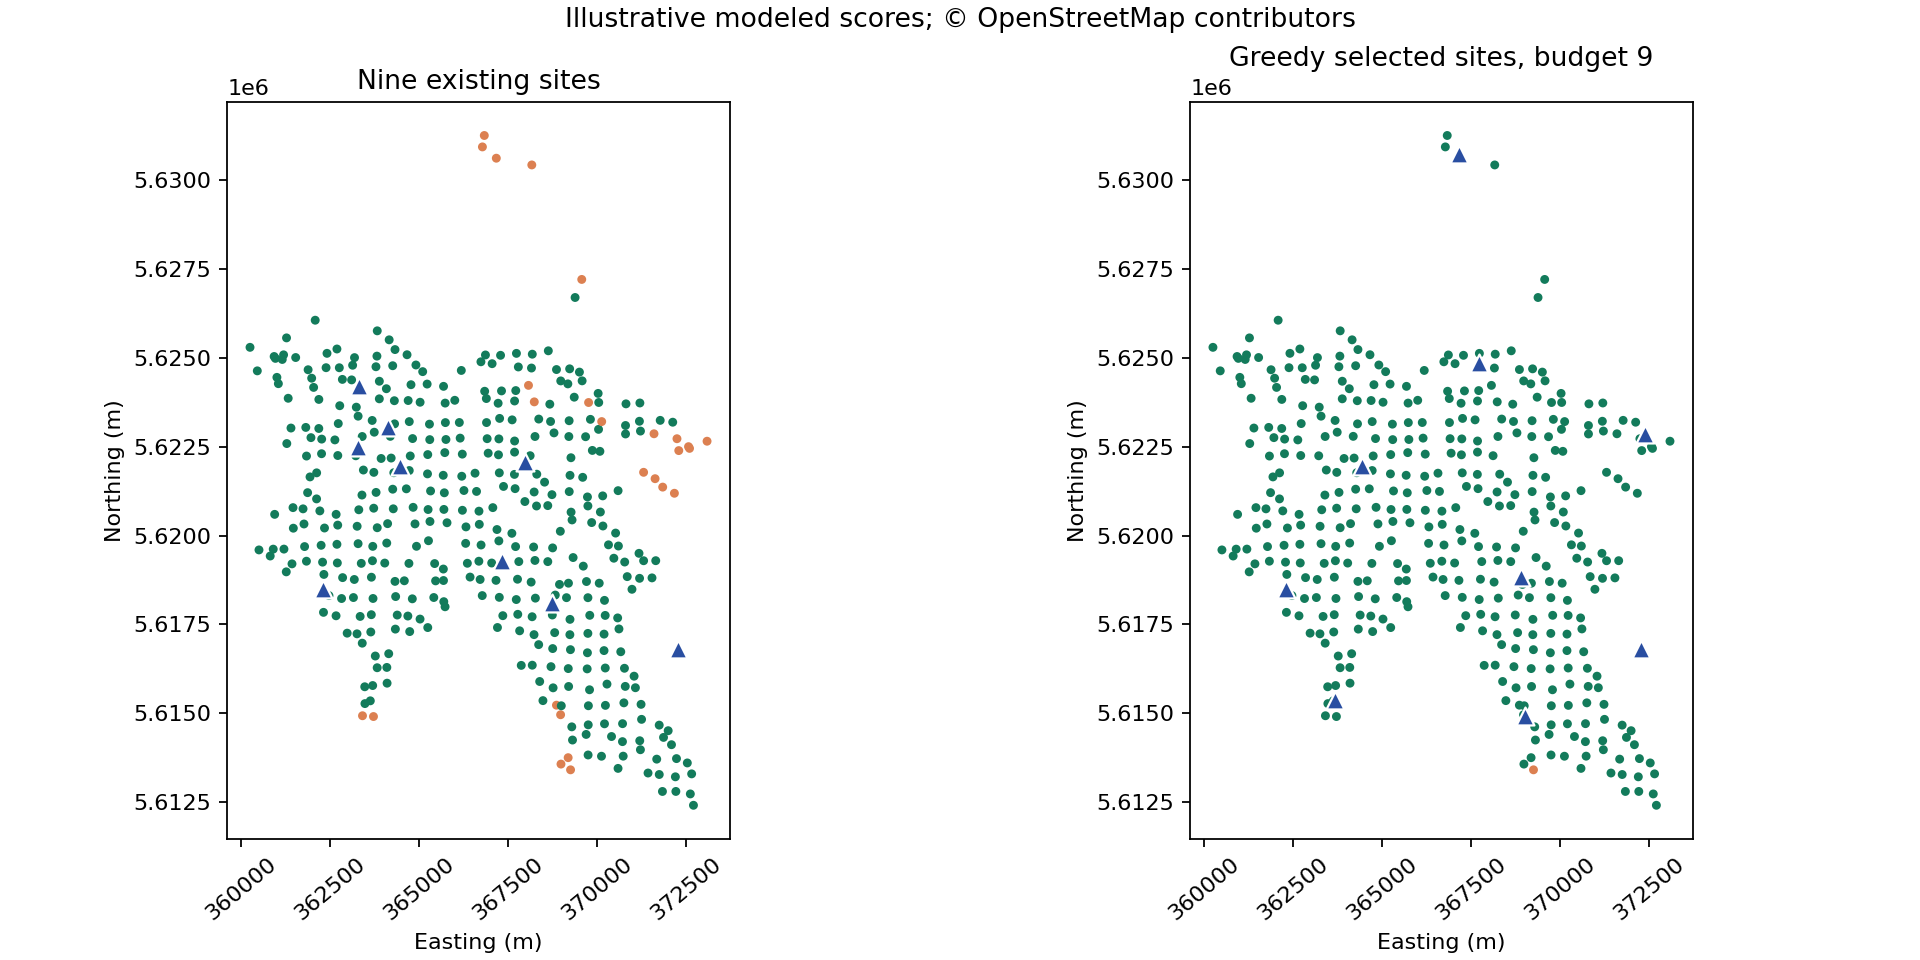 Illustrative modeled scores; © OpenStreetMap contributors
Nine existing sites
1e6
5.6300
5.6275
5.6250
5.6225
5.6200
5.6175
5.6150
5.6125
Northing (m)
360000 362500 365000 367500 370000 372500
Easting (m)
Greedy selected sites, budget 9
1e6
5.6300
5.6275
5.6250
5.6225
5.6200
5.6175
5.6150
5.6125
Northing (m)
360000 362500 365000 367500 370000 372500
Easting (m)